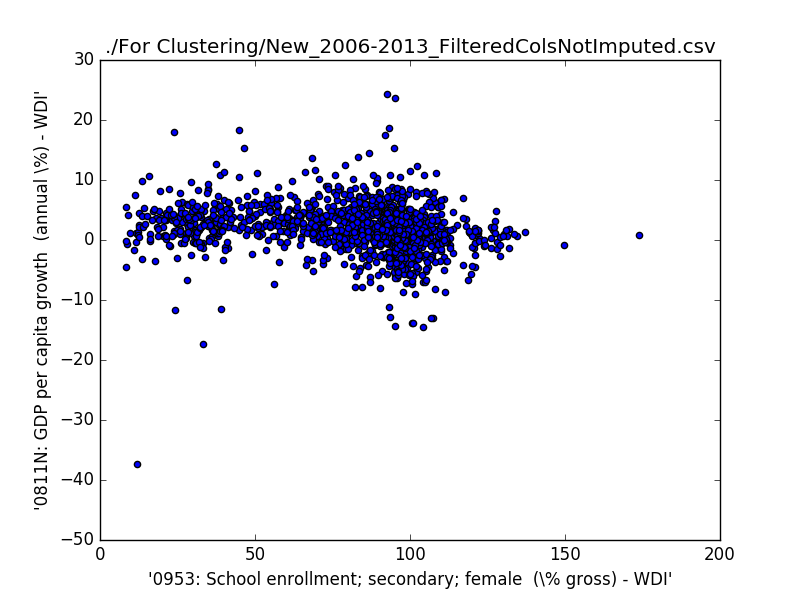 ./For Clustering/New_2006-2013_FilteredColsNotImputed.csv
30
20
10
0
−10
−20
−30
−40
−50
0 50 100 150 200
'0811N: GDP per capita growth  (annual \%) - WDI'
'0953: School enrollment; secondary; female  (\% gross) - WDI'